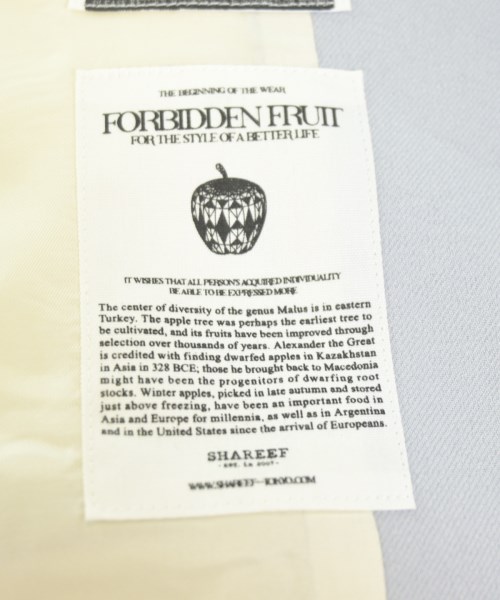 THE BEGINNING OF THE WEAR
FORBIDDEN FRUIT
FOR THE STYLE OF A BETTER LIFE
IT WISHES THAT ALL PERSON'S ACQUIRED INDIVIDUALITY
BE ABLE TO BE EXPRESSED MORE
The center of diversity of the genus Malus is in eastern
Turkey. The apple tree was perhaps the earliest tree to
be cultivated, and its fruits have been improved through
selection over thousands of years. Alexander the Great
is credited with finding dwarfed apples in Kazakhstan
in Asia in 328 BCE; those he brought back to Macedonia
might have been the progenitors of dwarfing root
stocks. Winter apples, picked in late autumn and stored
just above freezing, have been an important food in
Asia and Europe for millennia, as well as in Argentina
and in the United States since the arrival of Europeans.
SHAREEF
WWW.SHAREEF-TOKYO.COM